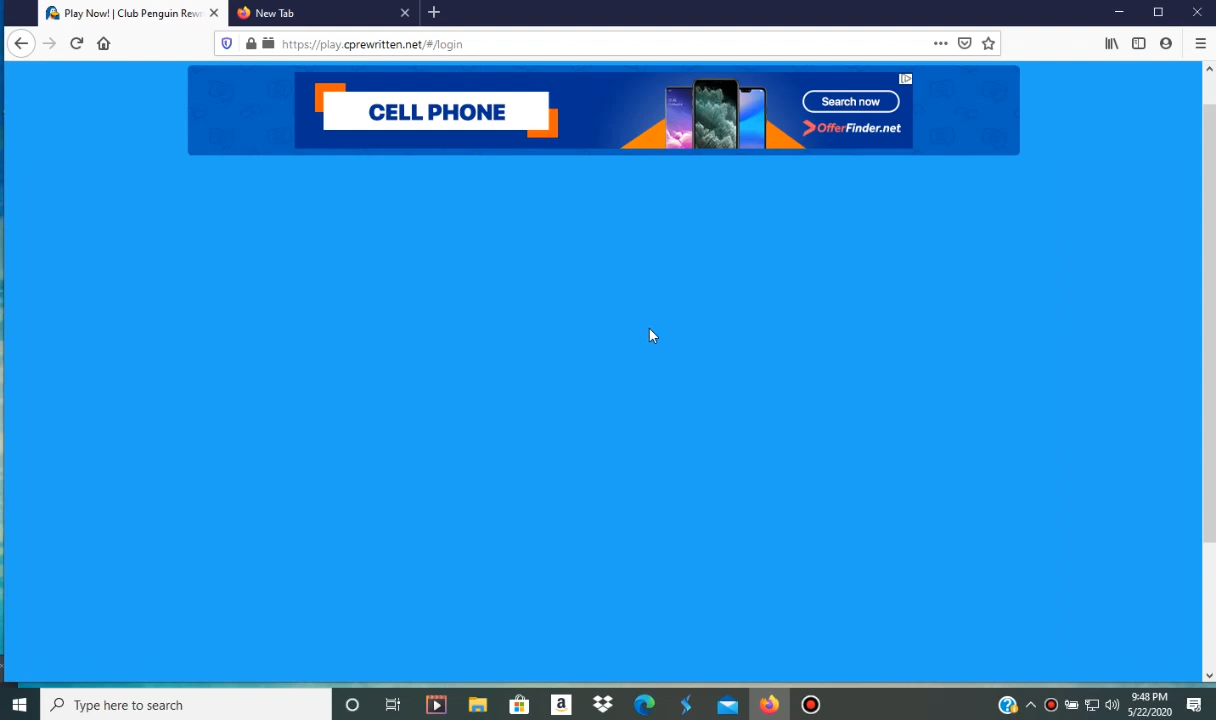 Play Now! | Club Penguin Rewr
New Tab
https://play.cprewritten.net/#/login
CELL PHONE
Search now
OfferFinder.net
Type here to search
9:48 PM
5/22/2020